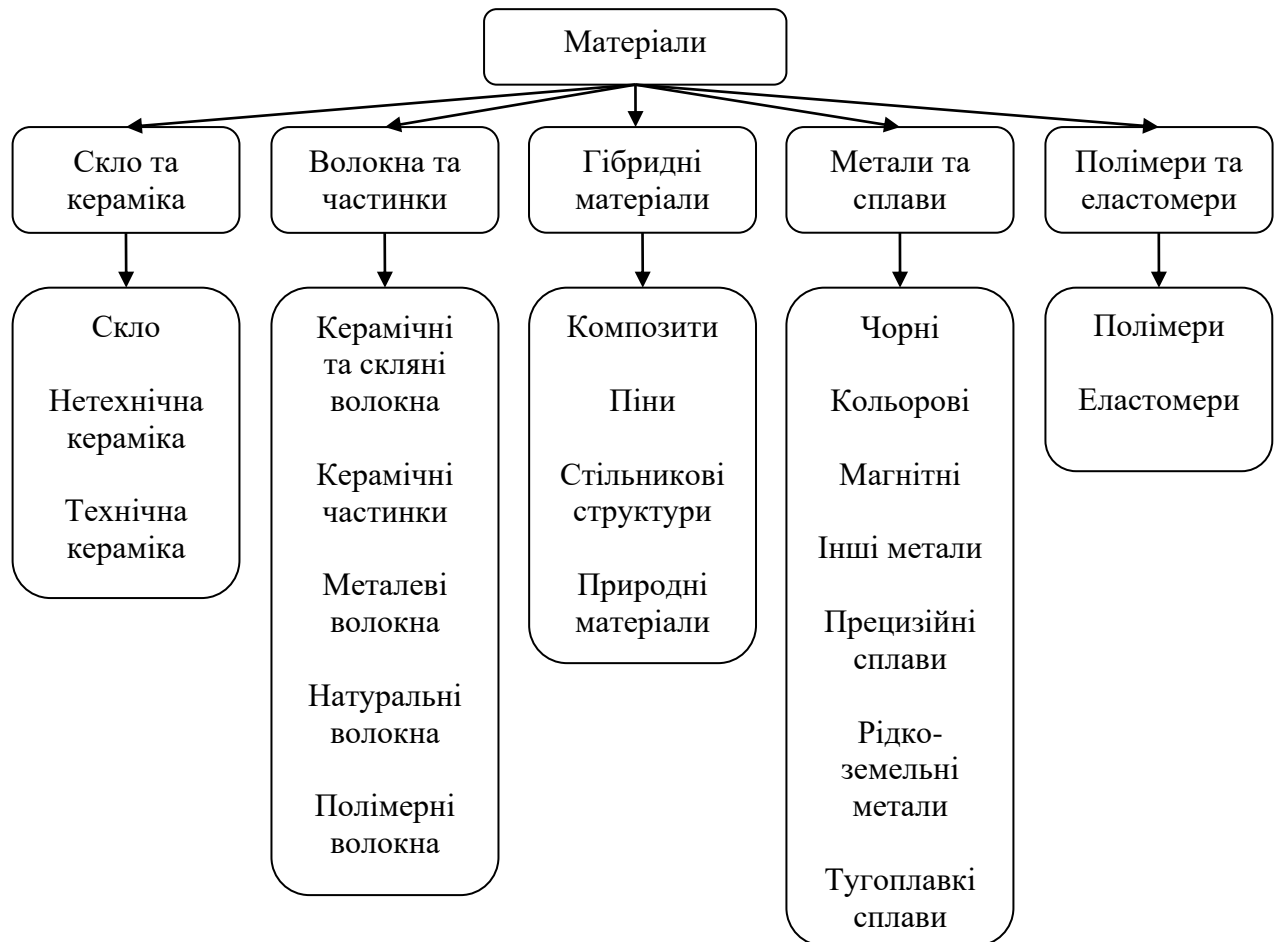 Матеріали
Скло та
кераміка
Волокна та
частинки
Гібридні
матеріали
Метали та
сплави
Полімери та
еластомери
Скло
Нетехнічна
кераміка
Технічна
кераміка
Керамічні
та скляні
волокна
Керамічні
частинки
Металеві
волокна
Натуральні
волокна
Полімерні
волокна
Композити
Піни
Стільникові
структури
Природні
матеріали
Чорні
Кольорові
Магнітні
Інші метали
Прецизійні
сплави
Рідко-
земельні
метали
Тугоплавкі
сплави
Полімери
Еластомери